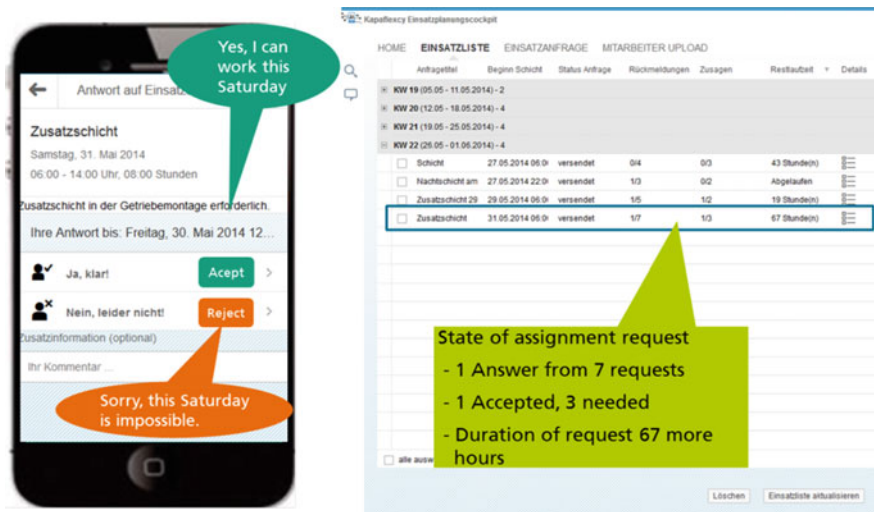 Yes, I can
work this
Saturday
Antwort auf Einsatz
Zusatzschicht
Samstag, 31. Mai 2014
06:00 - 14:00 Uhr, 08:00 Stunden
Zusatzschicht in der Getriebemontage erforderlich.
Ihre Antwort bis: Freitag, 30. Mai 2014 12...
Ja, klar!
Acept
Nein, leider nicht!
Reject
Zusatzinformation (optional)
Ihr Kommentar ...
Sorry, this Saturday
is impossible.
Kapaflexcy Einsatzplanungscockpit
HOME EINSATZLISTE EINSATZANFRAGE MITARBEITER UPLOAD
Anfragetitel Beginn Schicht Status Anfrage Rückmeldungen Zusagen Restlaufzeit Details
KW 19 (05.05 - 11.05.2014) - 2
KW 20 (12.05 - 18.05.2014) - 4
KW 21 (19.05 - 25.05.2014) - 4
KW 22 (26.05 - 01.06.2014) - 4
Schicht 27.05.2014 06:0 versendet 0/4 0/3 43 Stunde(n)
Nachtschicht am 27.05.2014 22:0 versendet 1/3 0/2 Abgelaufen
Zusatzschicht 29 29.05.2014 06:0 versendet 1/5 1/2 19 Stunde(n)
Zusatzschicht 31.05.2014 06:0 versendet 1/7 1/3 67 Stunde(n)
State of assignment request
- 1 Answer from 7 requests
- 1 Accepted, 3 needed
- Duration of request 67 more
hours
alle ausw
Löschen Einsatzliste aktualisieren